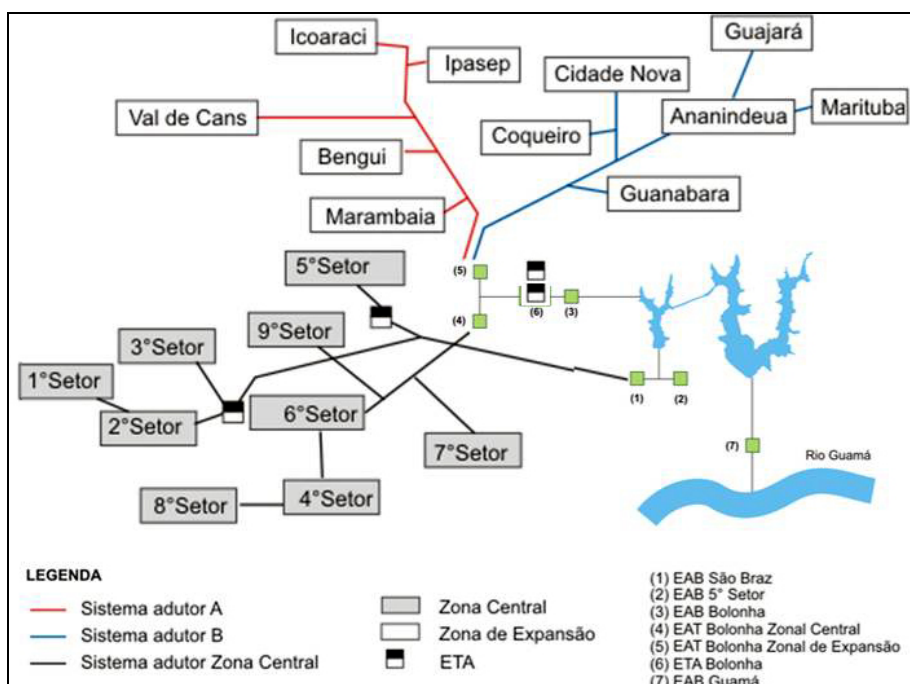 Icoaraci
Ipasep
Guajará
Cidade Nova
Val de Cans
Ananindeua
Marituba
Coqueiro
Bengui
Guanabara
Marambaia
5°Setor
(5)
(6)
(3)
(4)
9°Setor
3°Setor
1°Setor
2°Setor
6°Setor
7°Setor
(1)
(2)
(7)
Rio Guamá
8°Setor
4°Setor
LEGENDA
Sistema adutor A
Sistema adutor B
Sistema adutor Zona Central
Zona Central
Zona de Expansão
ETA
(1) EAB São Braz
(2) EAB 5° Setor
(3) EAB Bolonha
(4) EAT Bolonha Zonal Central
(5) EAT Bolonha Zonal de Expansão
(6) ETA Bolonha
(7) EAB Guamá